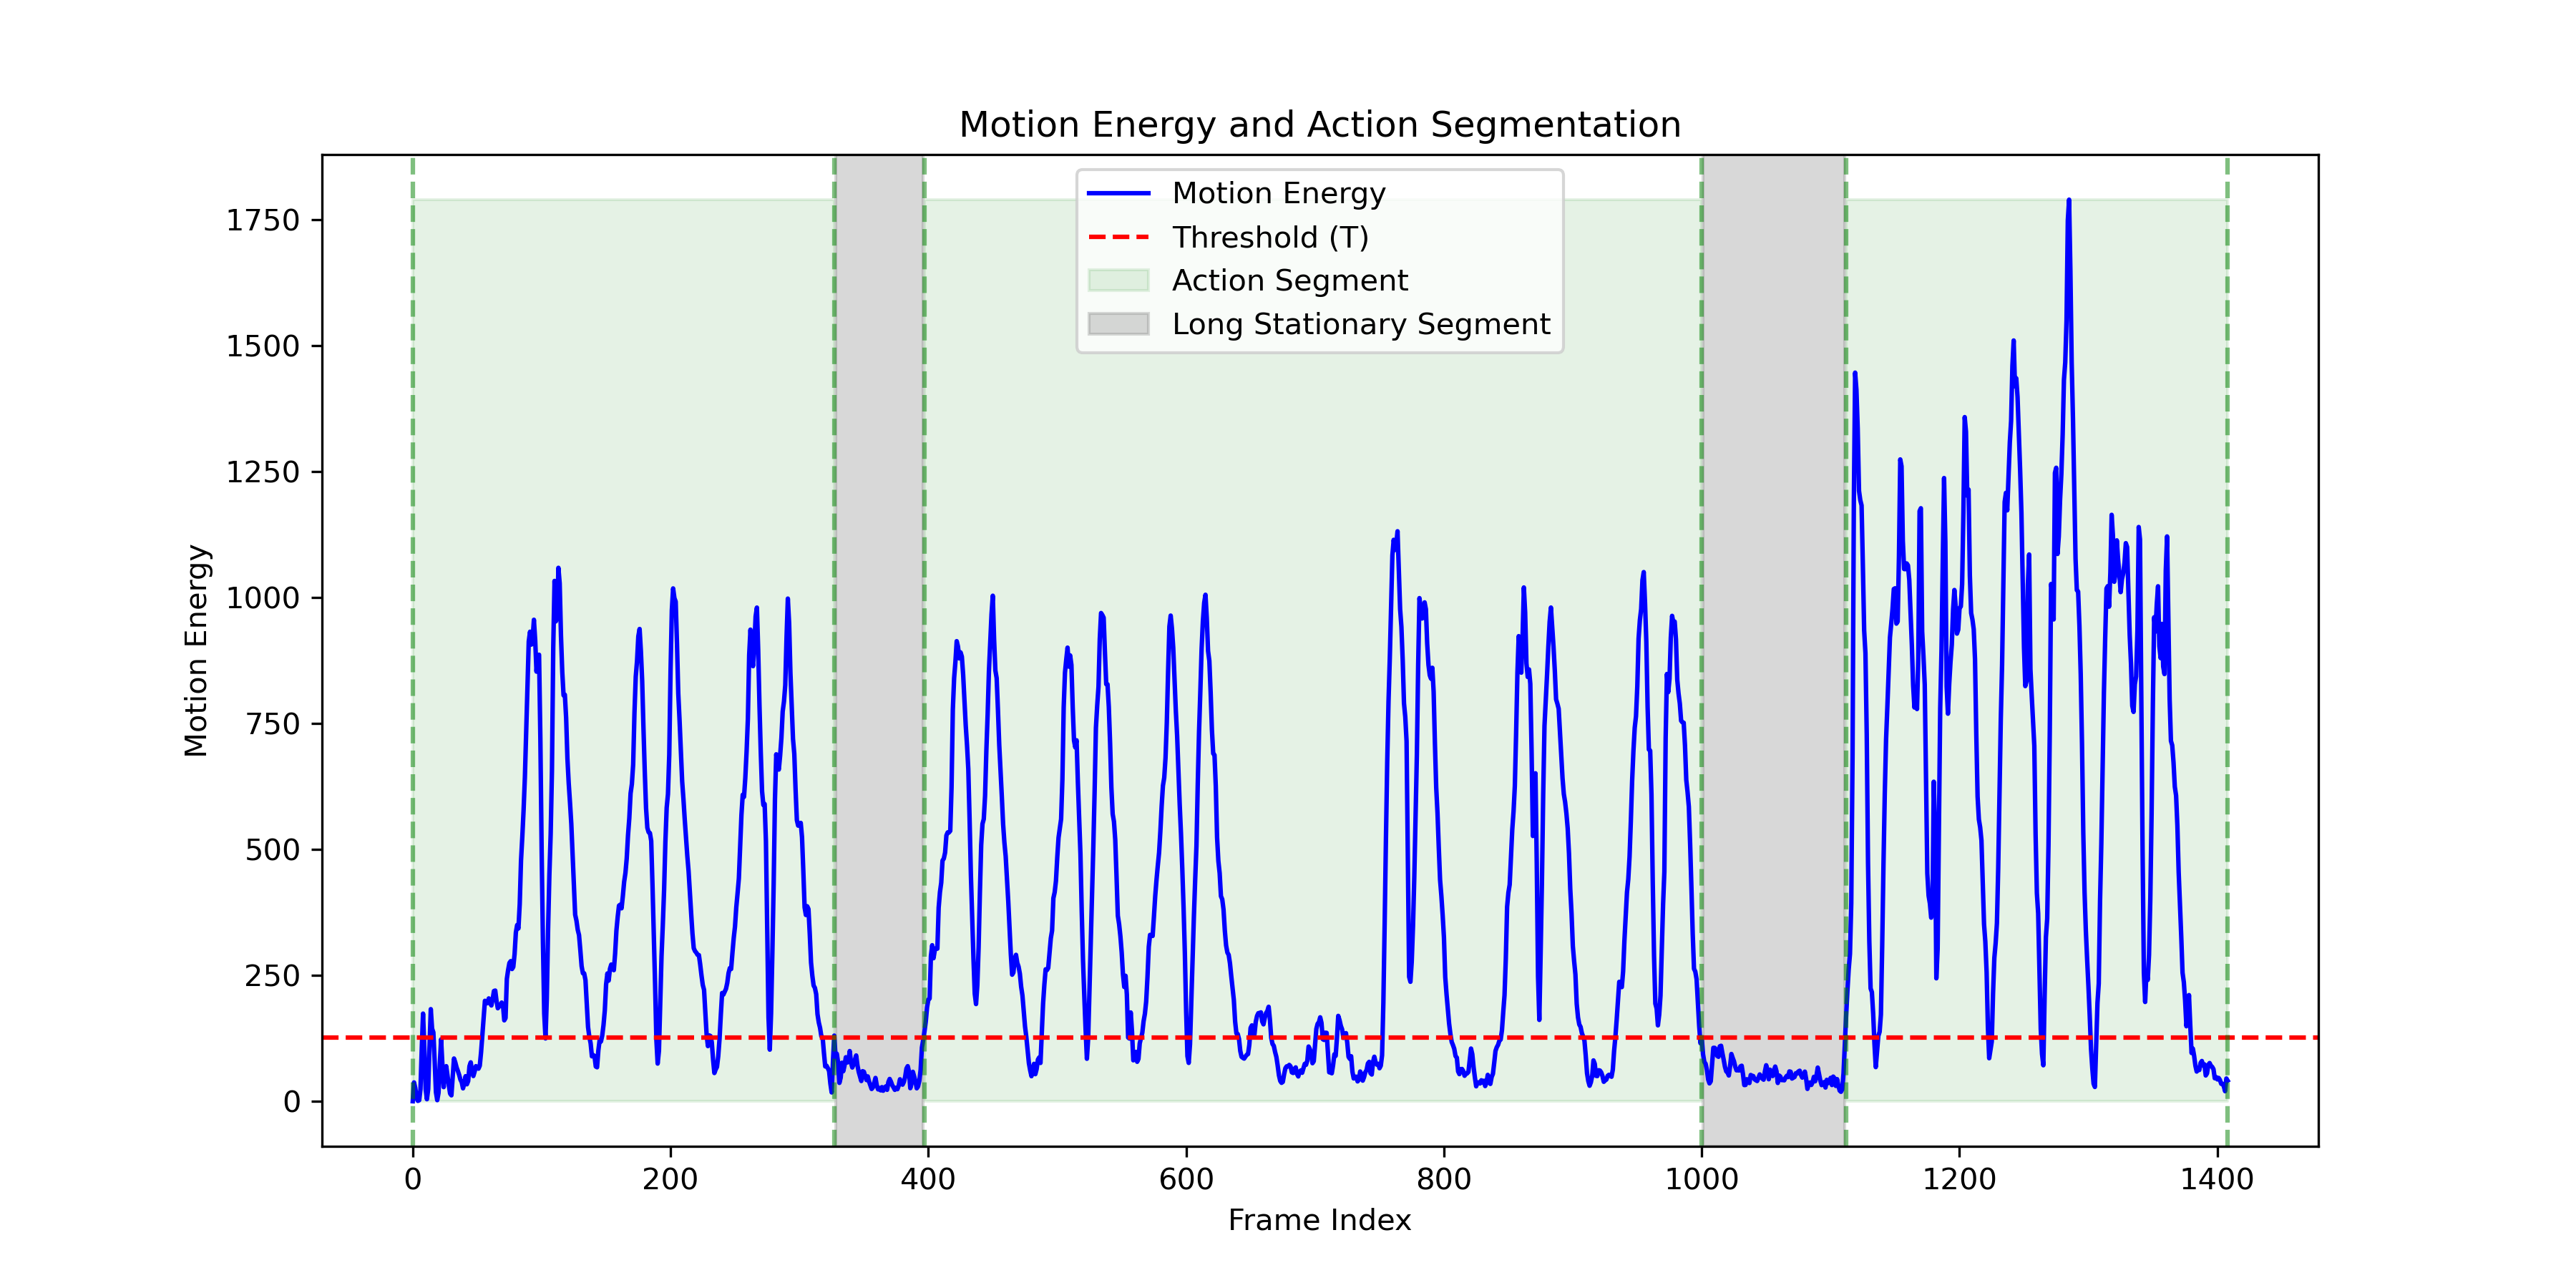 Motion Energy and Action Segmentation
Motion Energy
Threshold (T)
Action Segment
Long Stationary Segment
Motion Energy
1750
1500
1250
1000
750
500
250
0
0 200 400 600 800 1000 1200 1400
Frame Index